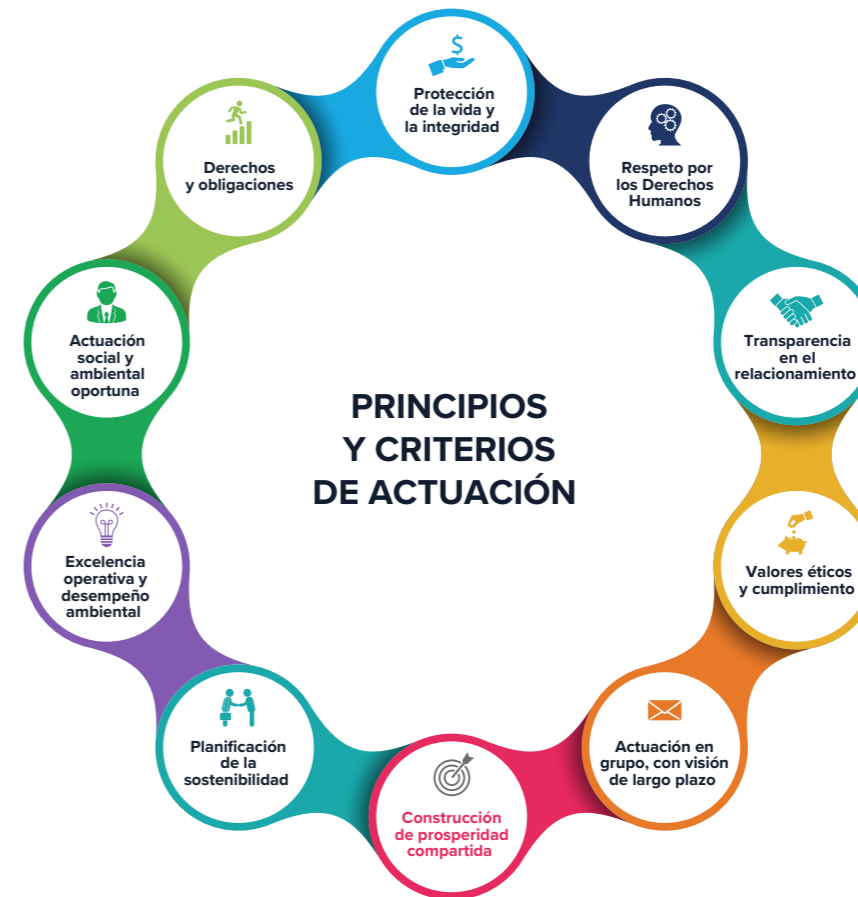 $
Protección
de la vida y
la integridad
Respeto por
los Derechos
Humanos
Transparencia
en el
relacionamiento
Valores éticos
y cumplimiento
Actuación en
grupo, con visión
de largo plazo
Construcción
de prosperidad
compartida
Planificación
de la
sostenibilidad
Excelencia
operativa y
desempeño
ambiental
Actuación
social y
ambiental
oportuna
Derechos
y obligaciones
PRINCIPIOS
Y CRITERIOS
DE ACTUACIÓN